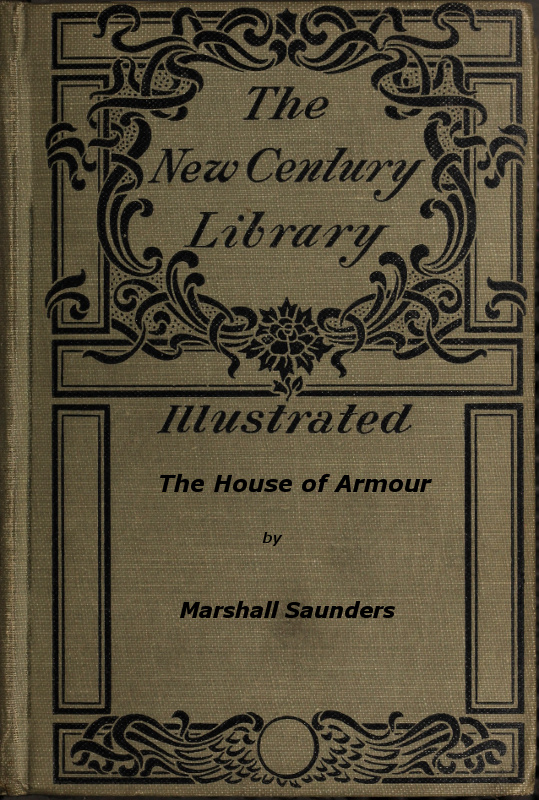 The
New Century
Library
Illustrated
The House of Armour
by
Marshall Saunders